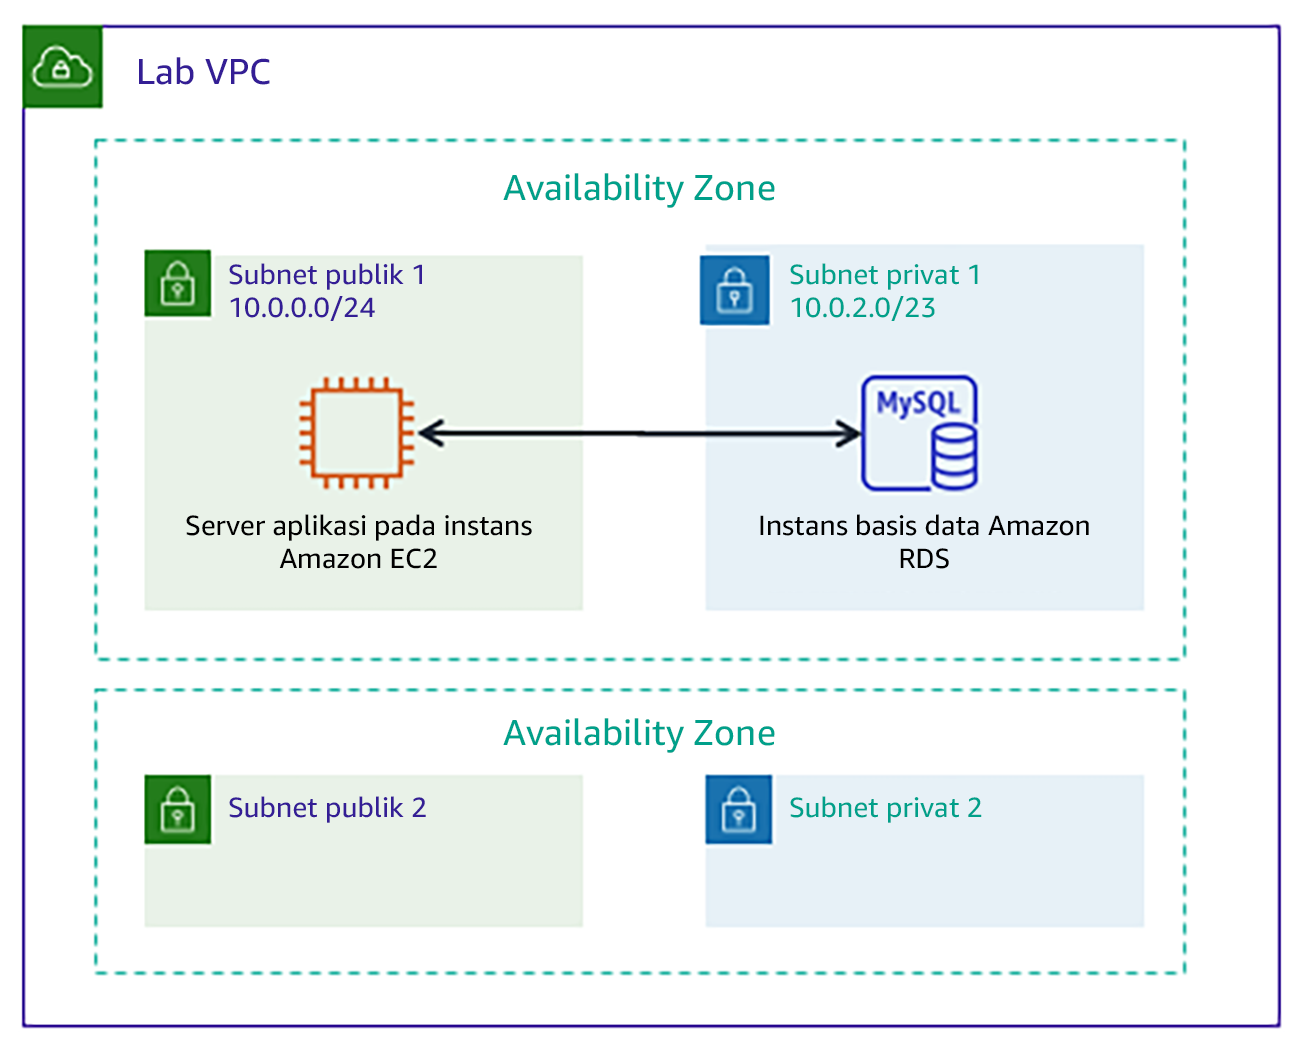 Lab VPC
Availability Zone
Subnet publik 1
10.0.0.0/24
Subnet privat 1
10.0.2.0/23
MySQL
Server aplikasi pada instans
Amazon EC2
Instans basis data Amazon
RDS
Availability Zone
Subnet publik 2
Subnet privat 2